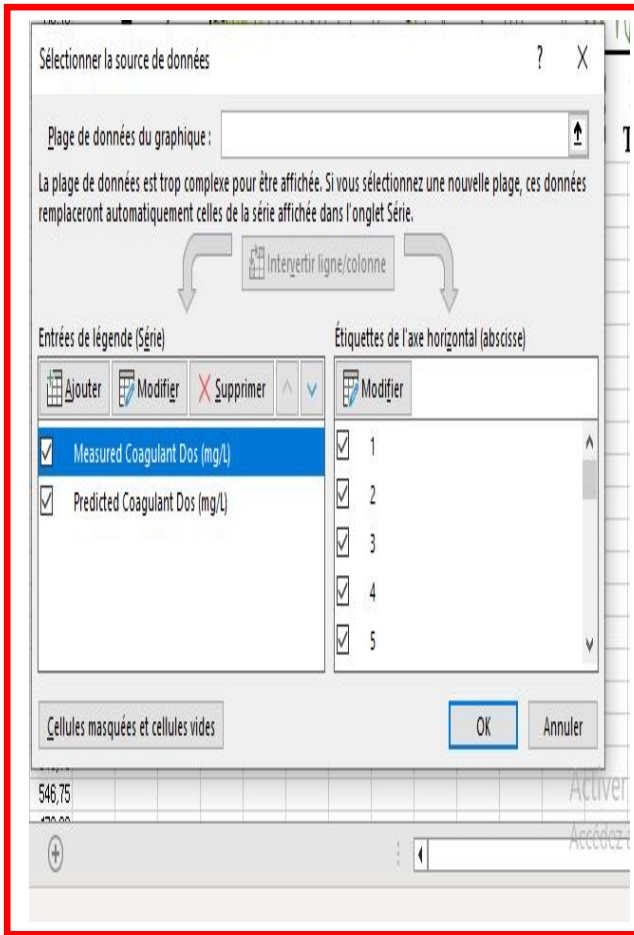 Sélectionner la source de données ? X
Plage de données du graphique :
La plage de données est trop complexe pour être affichée. Si vous sélectionnez une nouvelle plage, ces données
remplaceront automatiquement celles de la série affichée dans l'onglet Série.
Intervertir ligne/colonne
Entrées de légende (Série)
Ajouter Modifier Supprimer
Measured Coagulant Dos (mg/L)
Predicted Coagulant Dos (mg/L)
Étiquettes de l'axe horizontal (abscisse)
Modifier
1
2
3
4
5
Cellules masquées et cellules vides
OK Annuler
546,75
Activer
Accédez a